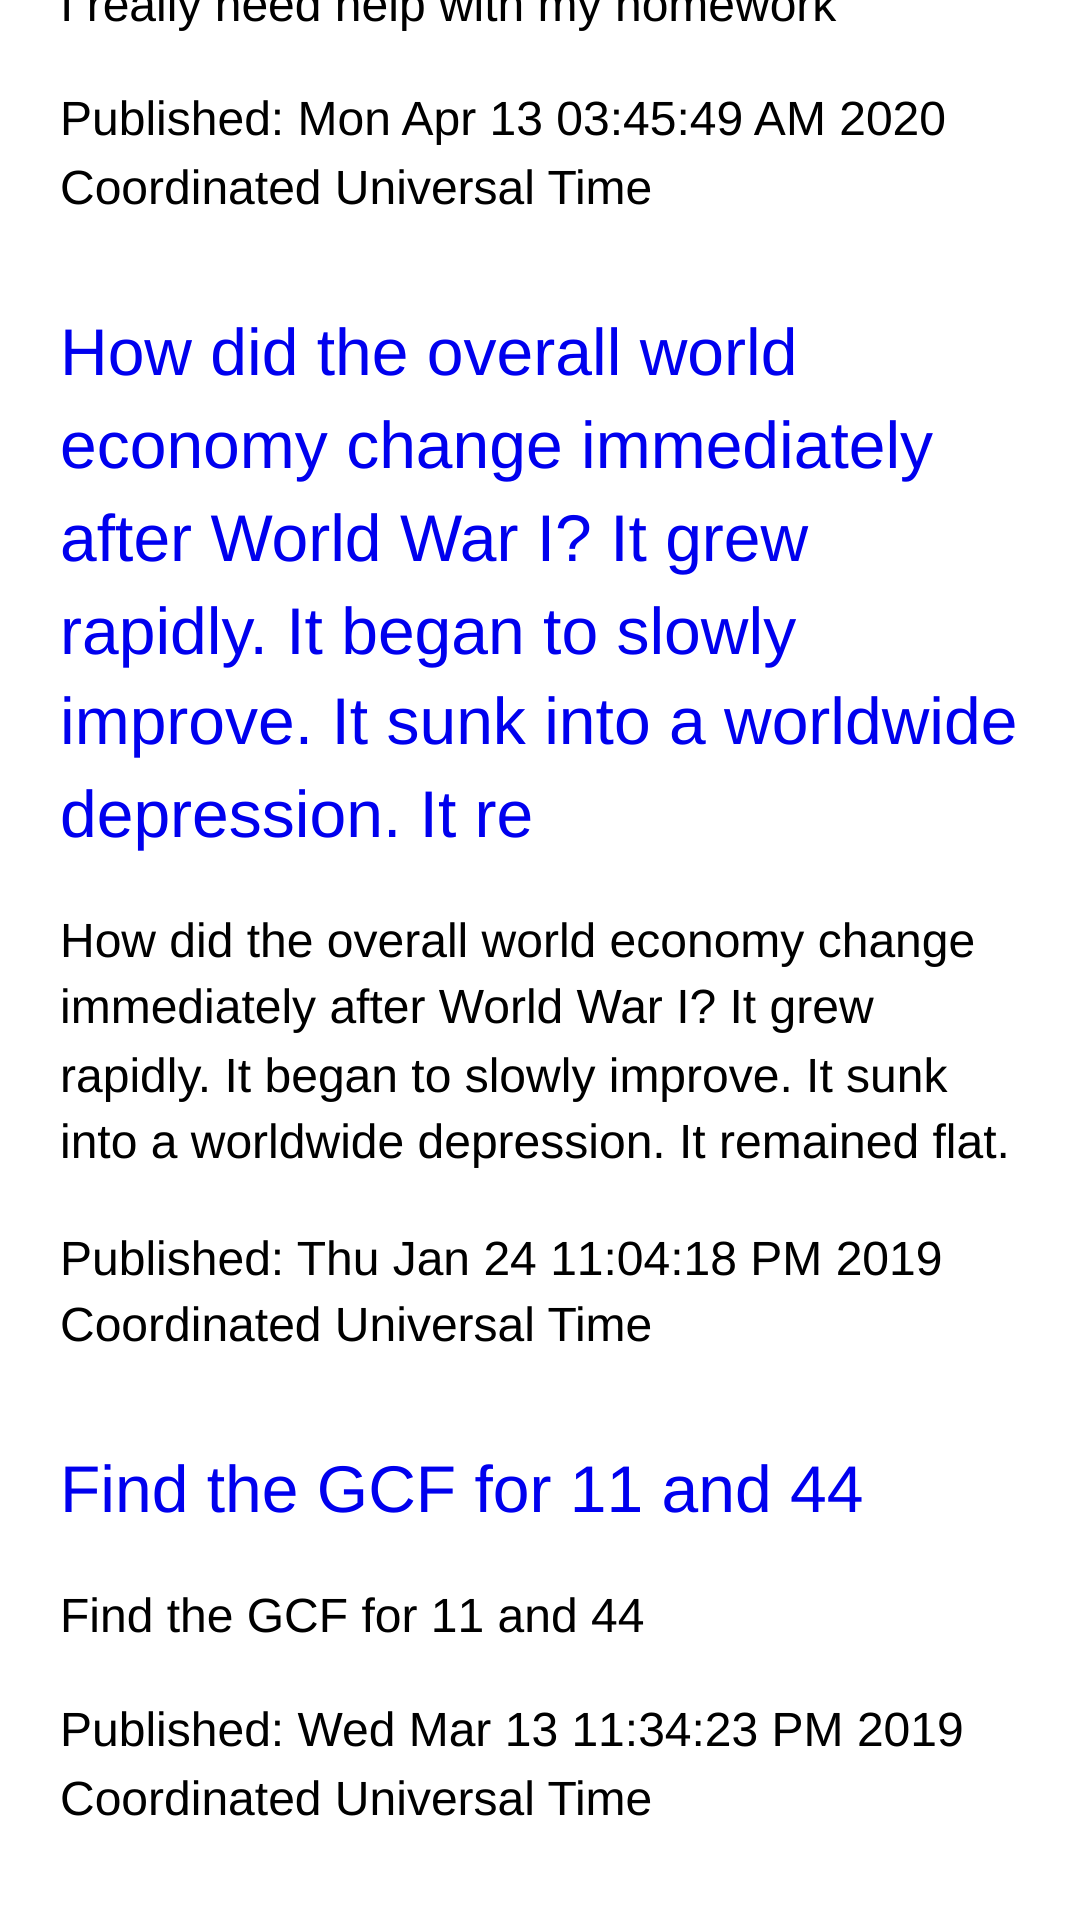 I really need help with my homework
Published: Mon Apr 13 03:45:49 AM 2020
Coordinated Universal Time
How did the overall world
economy change immediately
after World War I? It grew
rapidly. It began to slowly
improve. It sunk into a worldwide
depression. It re
How did the overall world economy change
immediately after World War I? It grew
rapidly. It began to slowly improve. It sunk
into a worldwide depression. It remained flat.
Published: Thu Jan 24 11:04:18 PM 2019
Coordinated Universal Time
Find the GCF for 11 and 44
Find the GCF for 11 and 44
Published: Wed Mar 13 11:34:23 PM 2019
Coordinated Universal Time